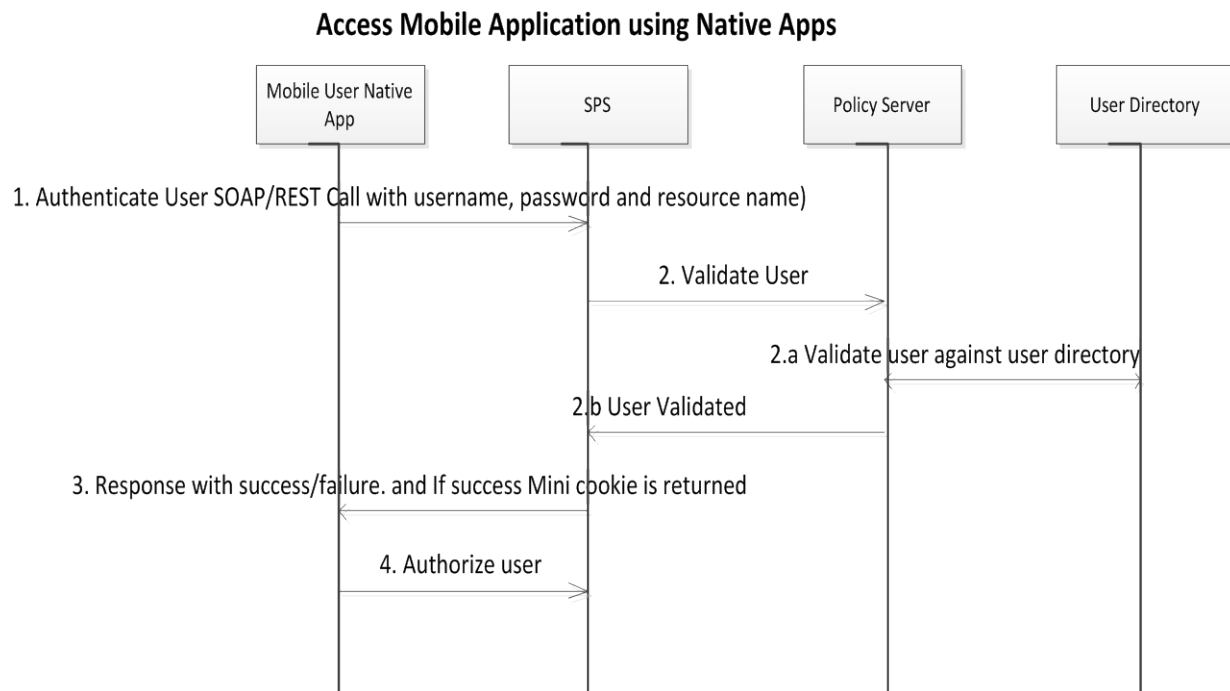 Access Mobile Application using Native Apps
Mobile User Native
App
SPS
Policy Server
User Directory
1. Authenticate User SOAP/REST Call with username, password and resource name)
2. Validate User
2.a Validate user against user directory
2.b User Validated
3. Response with success/failure. and If success Mini cookie is returned
4. Authorize user